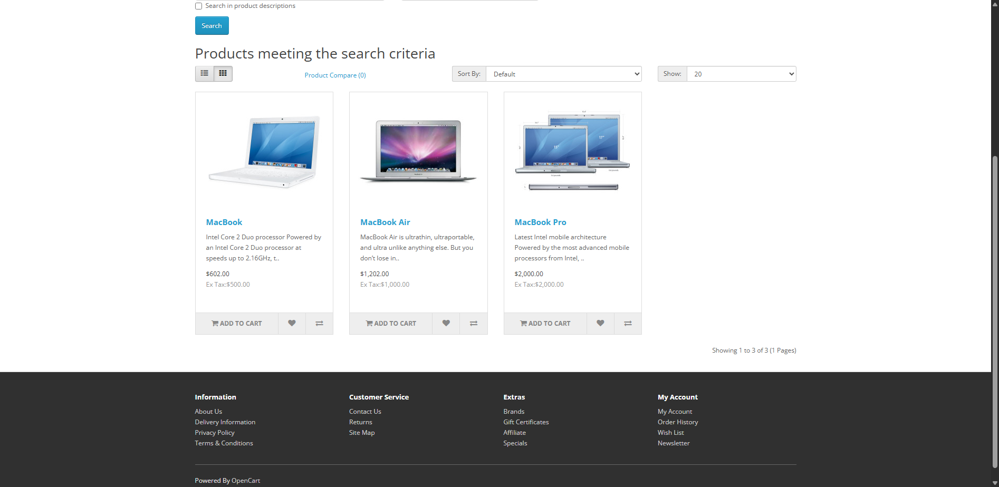 Search in product descriptions
Search
Products meeting the search criteria
Product Compare (0)
Sort By:
Default
Show:
20
15"
17"
MacBook
Intel Core 2 Duo processor Powered by
an Intel Core 2 Duo processor at
speeds up to 2.16GHz, t..
$602.00
Ex Tax:$500.00
ADD TO CART
MacBook Air
MacBook Air is ultrathin, ultraportable,
and ultra unlike anything else. But you
don’t lose in..
$1,202.00
Ex Tax:$1,000.00
ADD TO CART
MacBook Pro
Latest Intel mobile architecture
Powered by the most advanced mobile
processors from Intel, ..
$2,000.00
Ex Tax:$2,000.00
ADD TO CART
Showing 1 to 3 of 3 (1 Pages)
Information
About Us
Delivery Information
Privacy Policy
Terms & Conditions
Customer Service
Contact Us
Returns
Site Map
Extras
Brands
Gift Certificates
Affiliate
Specials
My Account
My Account
Order History
Wish List
Newsletter
Powered By OpenCart